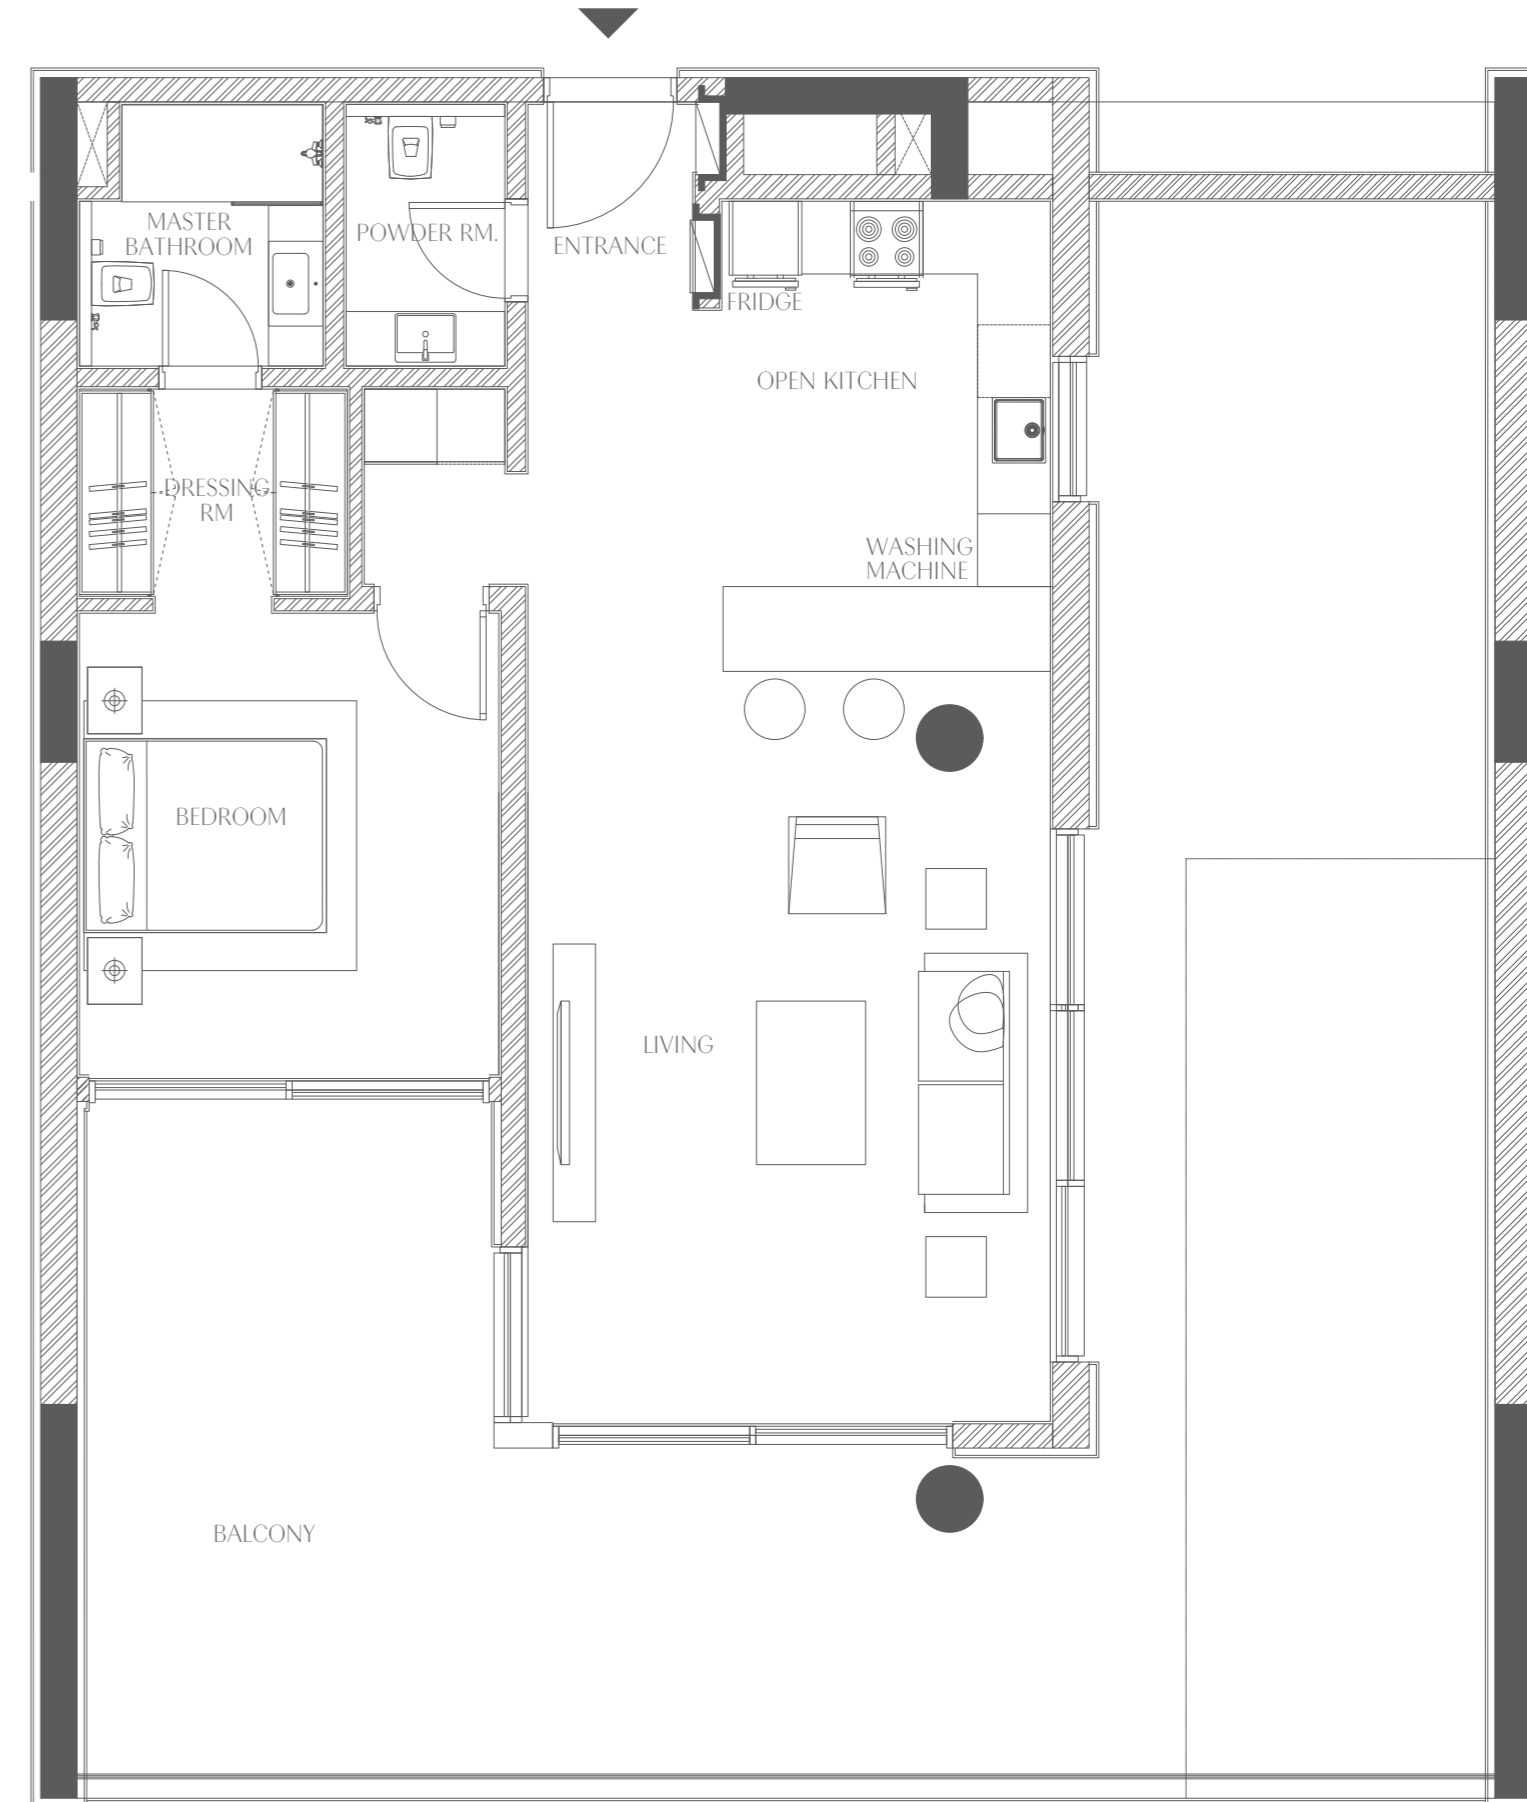 MASTER
BATHROOM
POWDER RM.
ENTRANCE
FRIDGE
OPEN KITCHEN
DRESSING
RM
WASHING
MACHINE
BEDROOM
LIVING
BALCONY